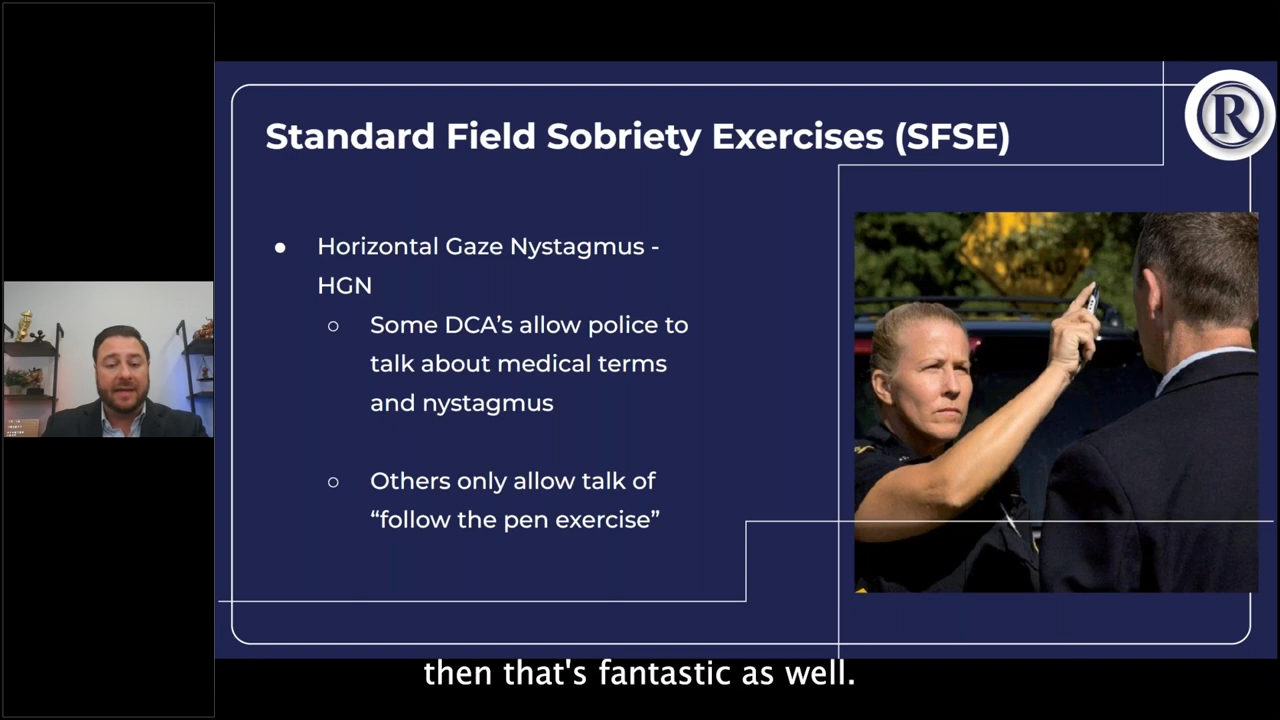 Standard Field Sobriety Exercises (SFSE)
R
● Horizontal Gaze Nystagmus -
HGN
○ Some DCA’s allow police to
talk about medical terms
and nystagmus
○ Others only allow talk of
“follow the pen exercise”
AHEAD
then that's fantastic as well.